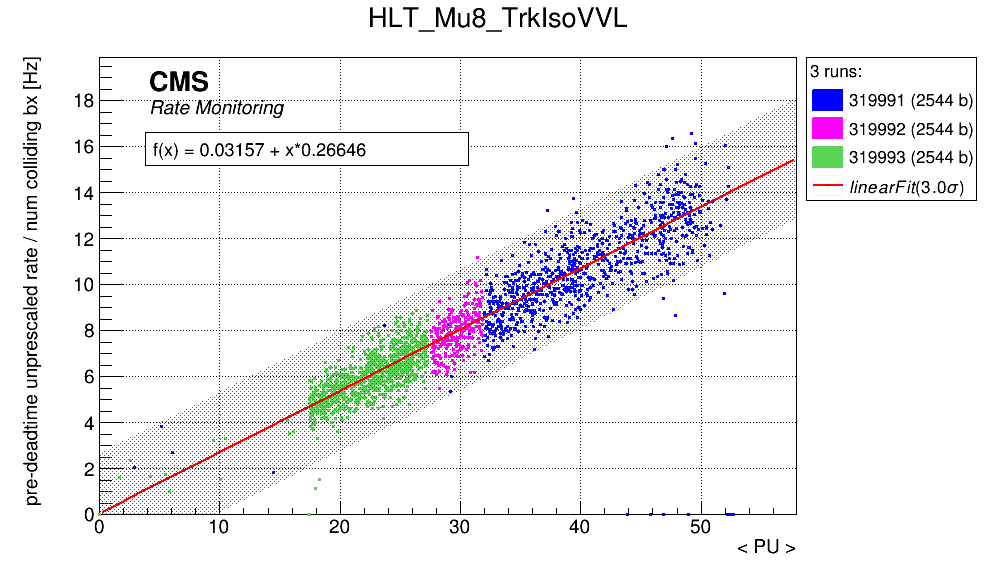 HLT_Mu8_TrkIsoVVL
pre-deadtime unprescaled rate / num colliding bx [Hz]
CMS
Rate Monitoring
f(x) = 0.03157 + x*0.26646
18
16
14
12
10
8
6
4
2
0
0 10 20 30 40 50
< PU >
3 runs:
319991 (2544 b)
319992 (2544 b)
319993 (2544 b)
linearFit(3.0σ)